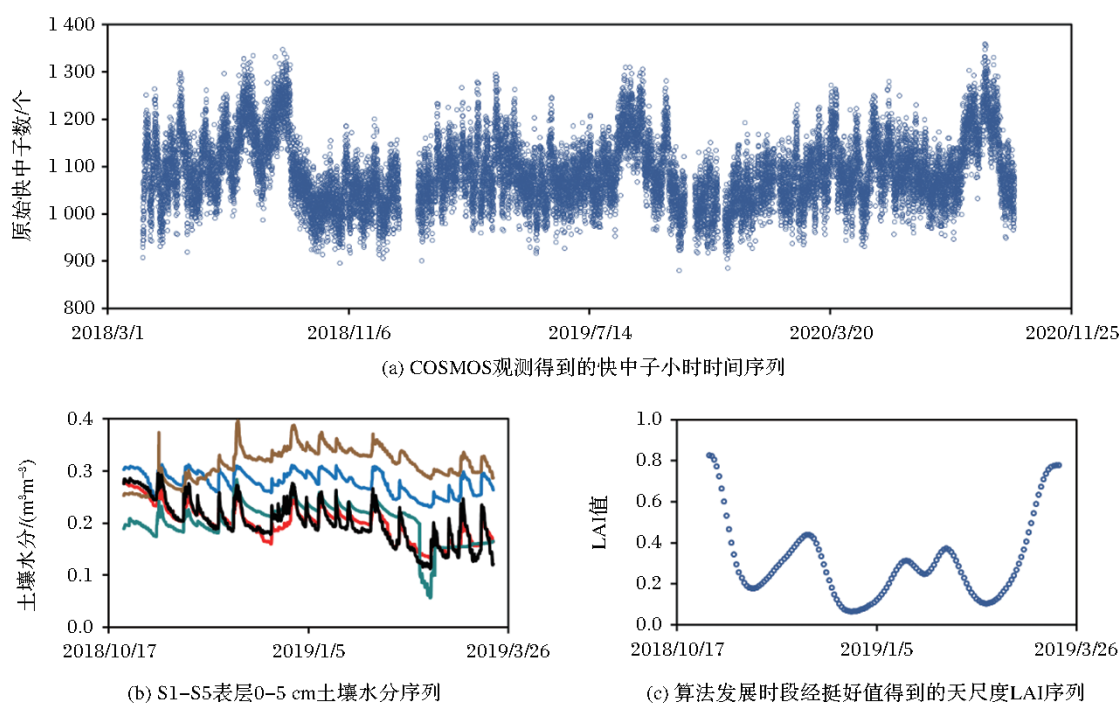 1 400
1 300
1 200
1 100
1 000
900
800
原始快中子数/个
2018/3/1 2018/11/6 2019/7/14 2020/3/20 2020/11/25
(a) COSMOS观测得到的快中子小时时间序列
0.4
0.3
0.2
0.1
0.0
土壤水分/(m³m⁻³)
2018/10/17 2019/1/5 2019/3/26
(b) S1–S5表层0–5 cm土壤水分序列
1.0
0.8
0.6
0.4
0.2
0.0
LAI值
2018/10/17 2019/1/5 2019/3/26
(c) 算法发展时段经挺好值得到的天尺度LAI序列